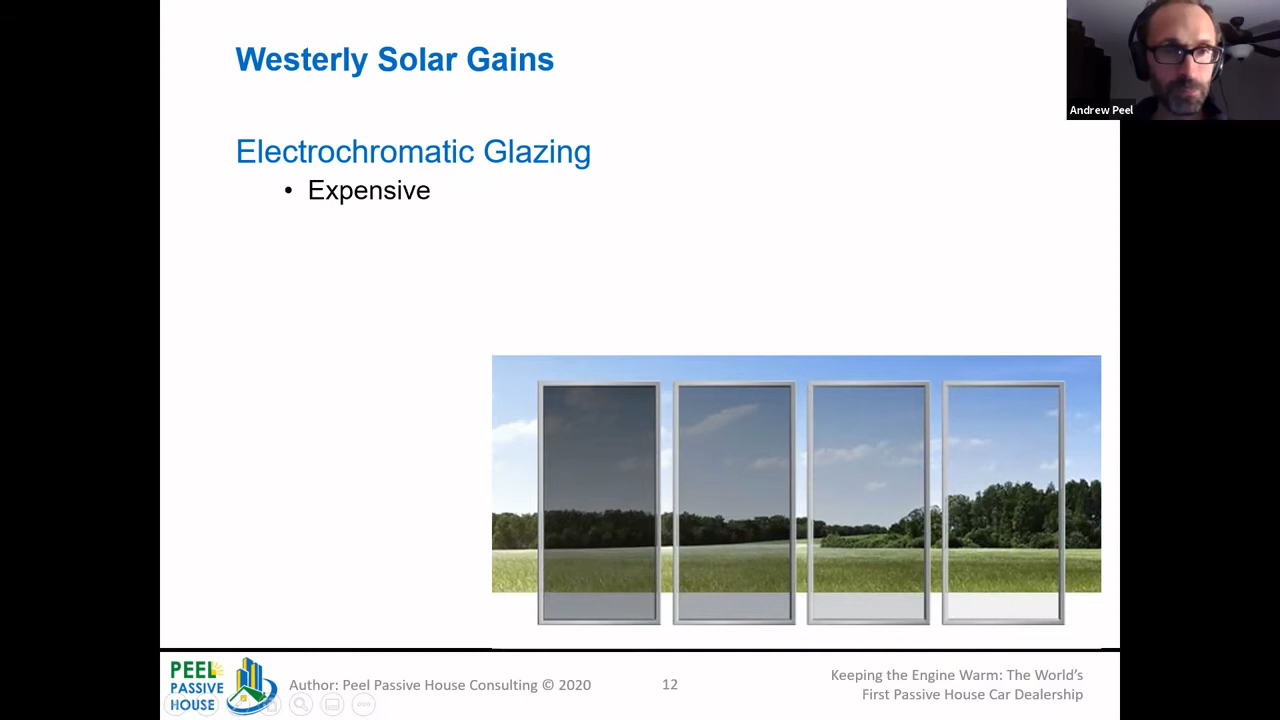 Westerly Solar Gains
Andrew Peel
Electrochromatic Glazing
• Expensive
PEEL
PASSIVE
HOUSE
Author: Peel Passive House Consulting © 2020
12
Keeping the Engine Warm: The World’s
First Passive House Car Dealership